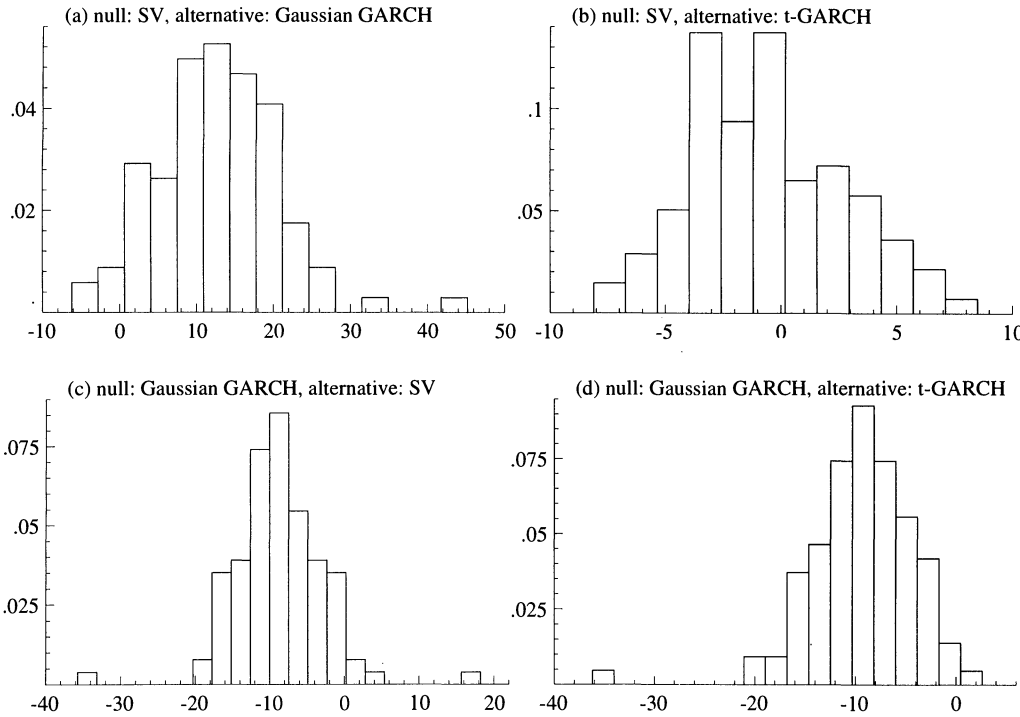 (a) null: SV, alternative: Gaussian GARCH
.04
.02
-10 0 10 20 30 40 50
(b) null: SV, alternative: t-GARCH
.1
.05
-10 -5 0 5 10
(c) null: Gaussian GARCH, alternative: SV
.075
.05
.025
-40 -30 -20 -10 0 10 20
(d) null: Gaussian GARCH, alternative: t-GARCH
.075
.05
.025
-40 -30 -20 -10 0